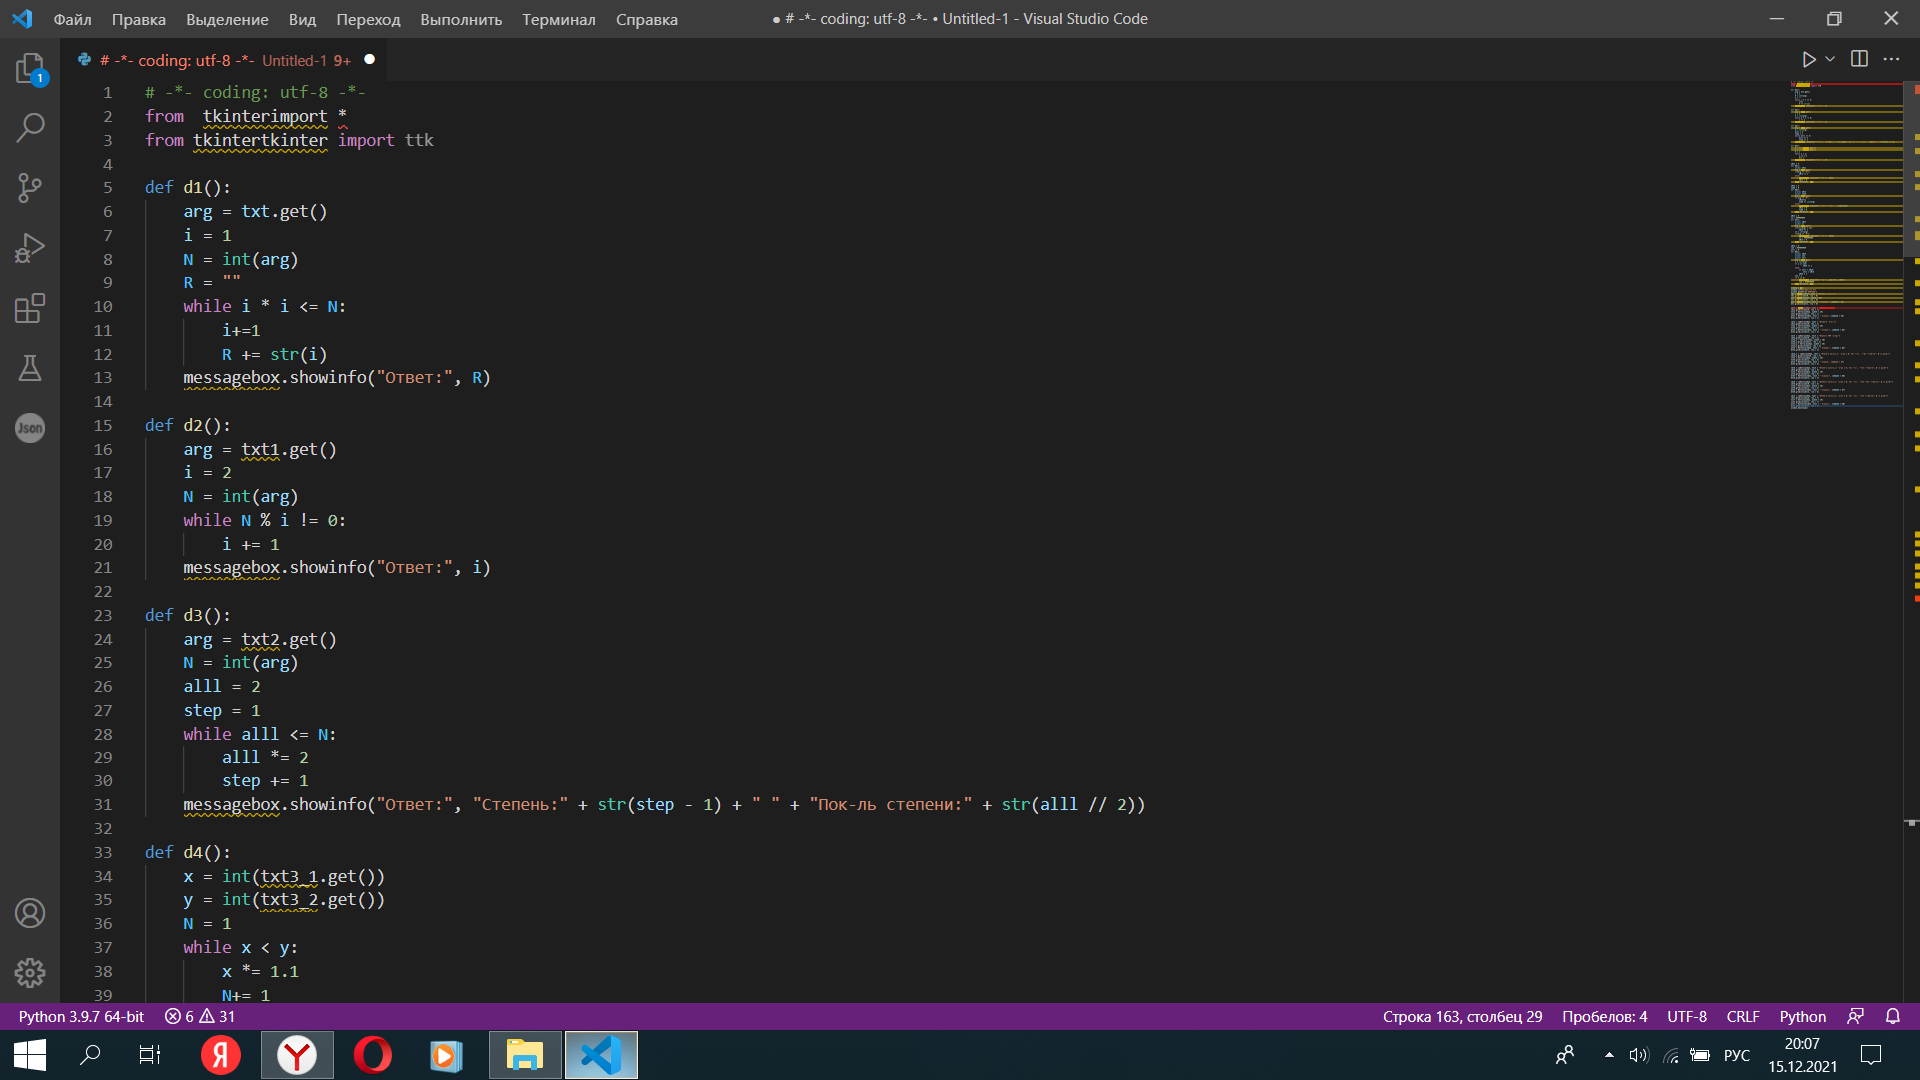 Файл Правка Выделение Вид Переход Выполнить Терминал Справка ● # -*- coding: utf-8 -*- • Untitled-1 - Visual Studio Code
# -*- coding: utf-8 -*- Untitled-1 9+
1
1 # -*- coding: utf-8 -*-
2 from  tkinterimport *
3 from tkintertkinter import ttk
4
5 def d1():
6     arg = txt.get()
7     i = 1
8     N = int(arg)
9     R = ""
10     while i * i <= N:
11         i+=1
12         R += str(i)
13     messagebox.showinfo("Ответ:", R)
14
15 def d2():
16     arg = txt1.get()
17     i = 2
18     N = int(arg)
19     while N % i != 0:
20         i += 1
21     messagebox.showinfo("Ответ:", i)
22
23 def d3():
24     arg = txt2.get()
25     N = int(arg)
26     alll = 2
27     step = 1
28     while alll <= N:
29         alll *= 2
30         step += 1
31     messagebox.showinfo("Ответ:", "Степень:" + str(step - 1) + " " + "Пок-ль степени:" + str(alll // 2))
32
33 def d4():
34     x = int(txt3_1.get())
35     y = int(txt3_2.get())
36     N = 1
37     while x < y:
38         x *= 1.1
39         N+= 1
Json
Python 3.9.7 64-bit 6 31 Строка 163, столбец 29 Пробелов: 4 UTF-8 CRLF Python
Я Y РУС 20:07
15.12.2021